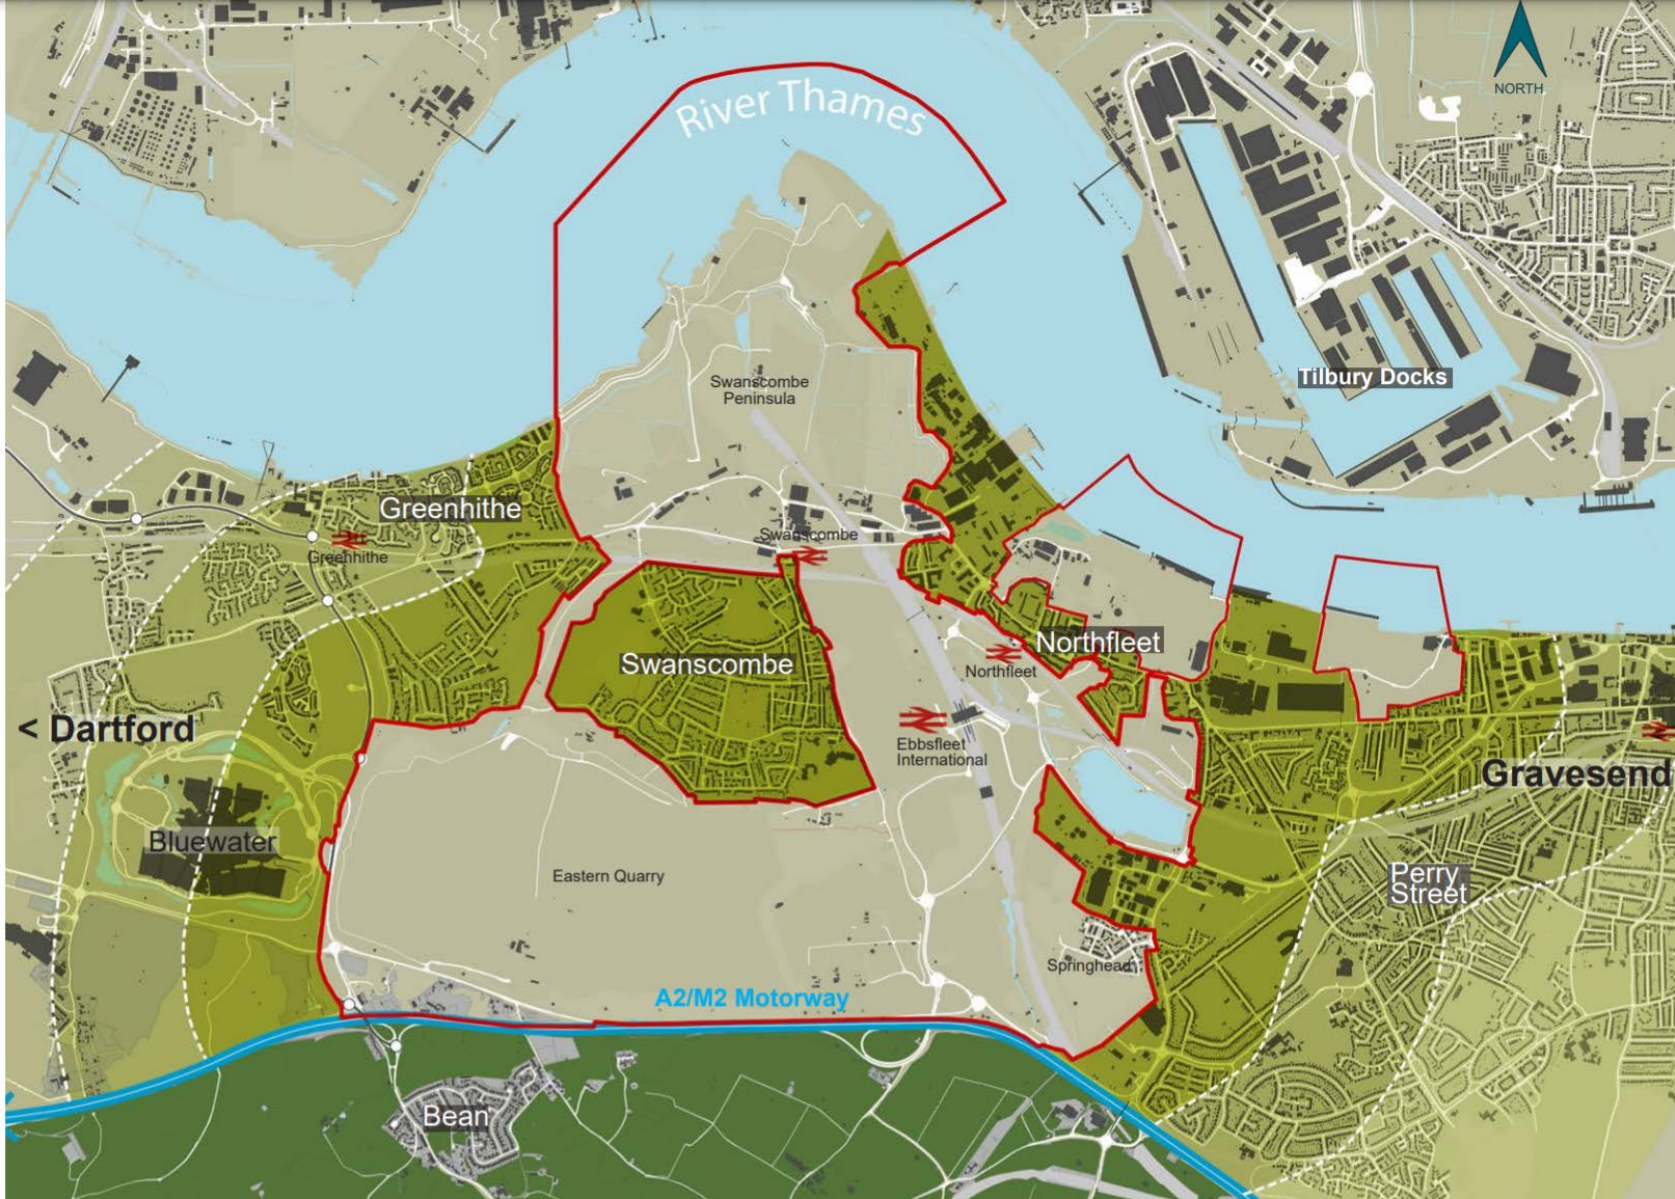 River Thames
NORTH
Tilbury Docks
Swanscombe
Peninsula
Greenhithe
Greenhithe
Swanscombe
Swanscombe
Northfleet
Northfleet
< Dartford
Ebbsfleet
International
Gravesend
Bluewater
Eastern Quarry
Perry
Street
Springhead
A2/M2 Motorway
Bean